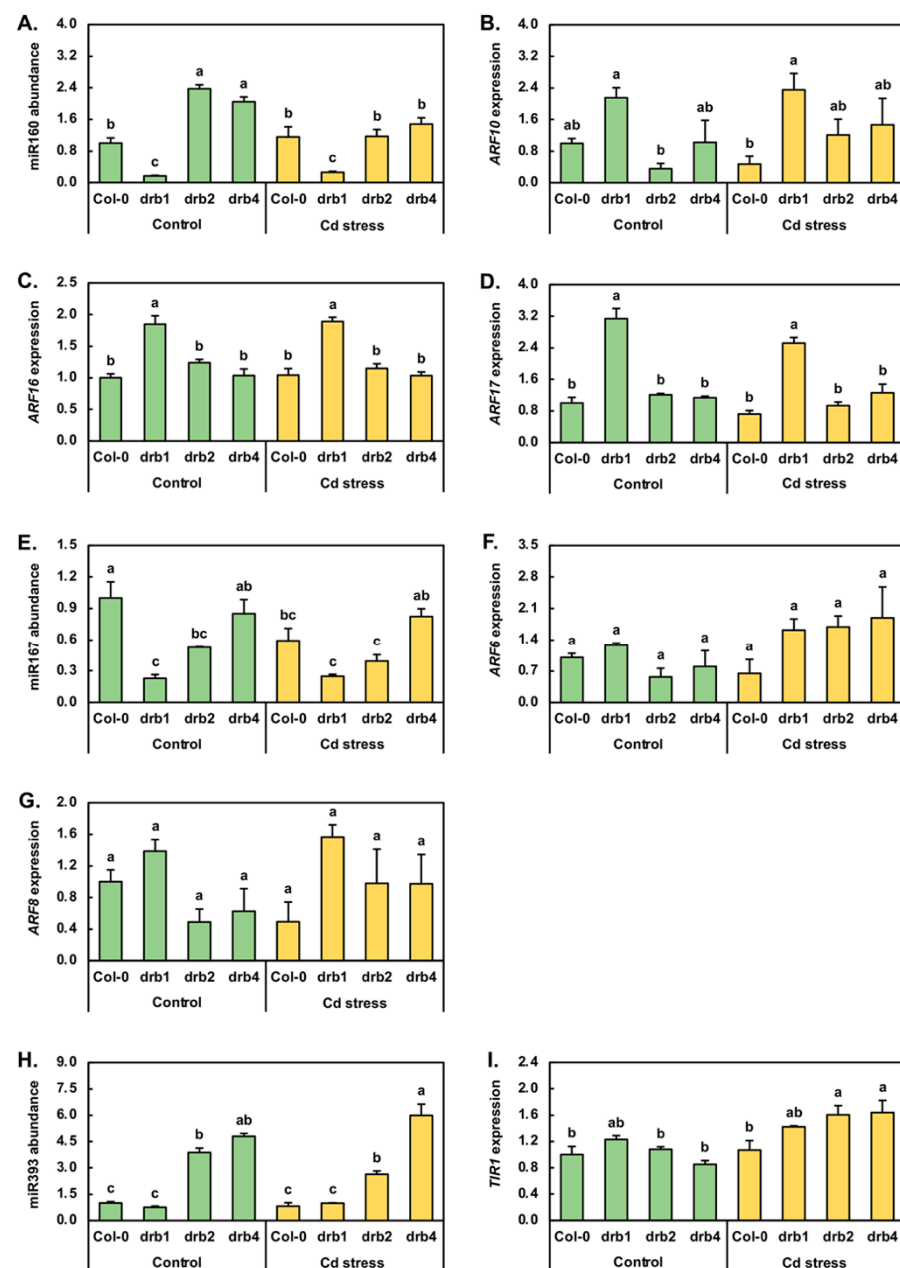 A.
miR160 abundance
4.0
3.2
2.4
1.6
0.8
0.0
b
c
a
a
b
c
b
b
Col-0 drb1 drb2 drb4 Col-0 drb1 drb2 drb4
Control Cd stress
B.
ARF10 expression
4.0
3.2
2.4
1.6
0.8
0.0
ab
a
b
ab
b
a
ab
ab
Col-0 drb1 drb2 drb4 Col-0 drb1 drb2 drb4
Control Cd stress
C.
ARF16 expression
2.5
2.0
1.5
1.0
0.5
0.0
b
a
b
b
b
a
b
b
Col-0 drb1 drb2 drb4 Col-0 drb1 drb2 drb4
Control Cd stress
D.
ARF17 expression
4.0
3.2
2.4
1.6
0.8
0.0
b
a
b
b
b
a
b
b
Col-0 drb1 drb2 drb4 Col-0 drb1 drb2 drb4
Control Cd stress
E.
miR167 abundance
1.5
1.2
0.9
0.6
0.3
0.0
a
c
bc
ab
bc
c
c
ab
Col-0 drb1 drb2 drb4 Col-0 drb1 drb2 drb4
Control Cd stress
F.
ARF6 expression
3.5
2.8
2.1
1.4
0.7
0.0
a
a
a
a
a
a
a
a
Col-0 drb1 drb2 drb4 Col-0 drb1 drb2 drb4
Control Cd stress
G.
ARF8 expression
2.0
1.6
1.2
0.8
0.4
0.0
a
a
a
a
a
a
a
a
Col-0 drb1 drb2 drb4 Col-0 drb1 drb2 drb4
Control Cd stress
H.
miR393 abundance
9.0
7.5
6.0
4.5
3.0
1.5
0.0
c
c
b
ab
c
c
b
a
Col-0 drb1 drb2 drb4 Col-0 drb1 drb2 drb4
Control Cd stress
I.
TIR1 expression
2.4
2.0
1.6
1.2
0.8
0.4
0.0
b
ab
b
b
b
ab
a
a
Col-0 drb1 drb2 drb4 Col-0 drb1 drb2 drb4
Control Cd stress